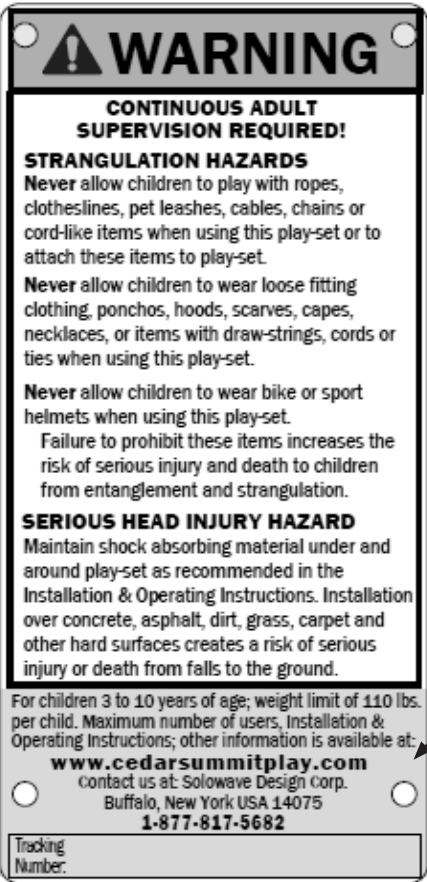 WARNING
CONTINUOUS ADULT
SUPERVISION REQUIRED!
STRANGULATION HAZARDS
Never allow children to play with ropes,
clotheslines, pet leashes, cables, chains or
cord-like items when using this play-set or to
attach these items to play-set.
Never allow children to wear loose fitting
clothing, ponchos, hoods, scarves, capes,
necklaces, or items with draw-strings, cords or
ties when using this play-set.
Never allow children to wear bike or sport
helmets when using this play-set.
Failure to prohibit these items increases the
risk of serious injury and death to children
from entanglement and strangulation.
SERIOUS HEAD INJURY HAZARD
Maintain shock absorbing material under and
around play-set as recommended in the
Installation & Operating Instructions. Installation
over concrete, asphalt, dirt, grass, carpet and
other hard surfaces creates a risk of serious
injury or death from falls to the ground.
For children 3 to 10 years of age; weight limit of 110 lbs.
per child. Maximum number of users, Installation &
Operating Instructions; other information is available at:
www.cedarsummitplay.com
Contact us at: Solowave Design Corp.
Buffalo, New York USA 14075
1-877-817-5682
Tracking
Number: